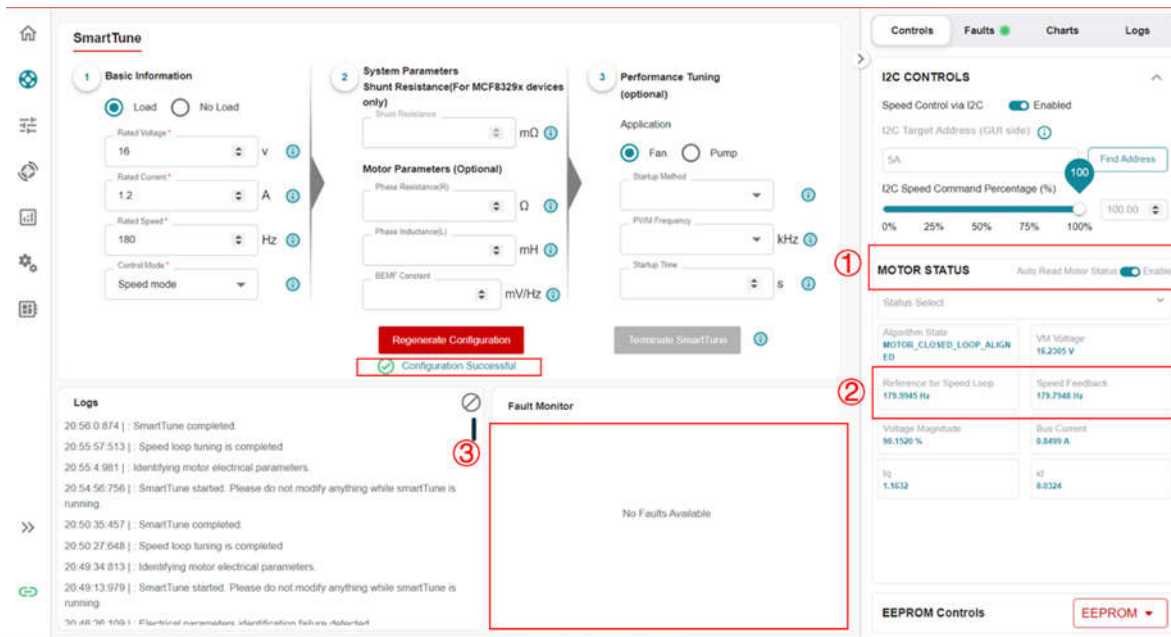 SmartTune
1
Basic Information
Load
No Load
Rated Voltage *
16
V
Rated Current *
1.2
A
Rated Speed *
180
Hz
Control Mode *
Speed mode
2
System Parameters
Shunt Resistance(For MCF8329x devices
only)
Shunt Resistance
mΩ
Motor Parameters (Optional)
Phase Resistance(R)
Ω
Phase Inductance(L)
mH
BEMF Constant
mV/Hz
3
Performance Tuning
(optional)
Application
Fan
Pump
Startup Method
PWM Frequency
kHz
Startup Time
s
Regenerate Configuration
Terminate SmartTune
Configuration Successful
Logs
20:56:0:874 | : SmartTune completed.
20:55:57:513 | : Speed loop tuning is completed
20:55:4:981 | : Identifying motor electrical parameters.
20:54:56:756 | : SmartTune started. Please do not modify anything while smartTune is
running.
20:50:35:457 | : SmartTune completed.
20:50:27:648 | : Speed loop tuning is completed
20:49:34:813 | : Identifying motor electrical parameters.
20:49:13:979 | : SmartTune started. Please do not modify anything while smartTune is
running.
20:48:26:109 | : Electrical parameters identification failure detected
③
Fault Monitor
No Faults Available
Controls
Faults
Charts
Logs
I2C CONTROLS
Speed Control via I2C
Enabled
I2C Target Address (GUI side)
5A
Find Address
100
I2C Speed Command Percentage (%)
100.00
0% 25% 50% 75% 100%
①
MOTOR STATUS
Auto Read Motor Status
Enable
Status Select
Algorithm State
MOTOR_CLOSED_LOOP_ALIGN
ED
VM Voltage
16.2305 V
②
Reference for Speed Loop
179.9945 Hz
Speed Feedback
179.7948 Hz
Voltage Magnitude
90.1520 %
Bus Current
0.8499 A
Iq
1.1632
id
0.0324
EEPROM Controls
EEPROM